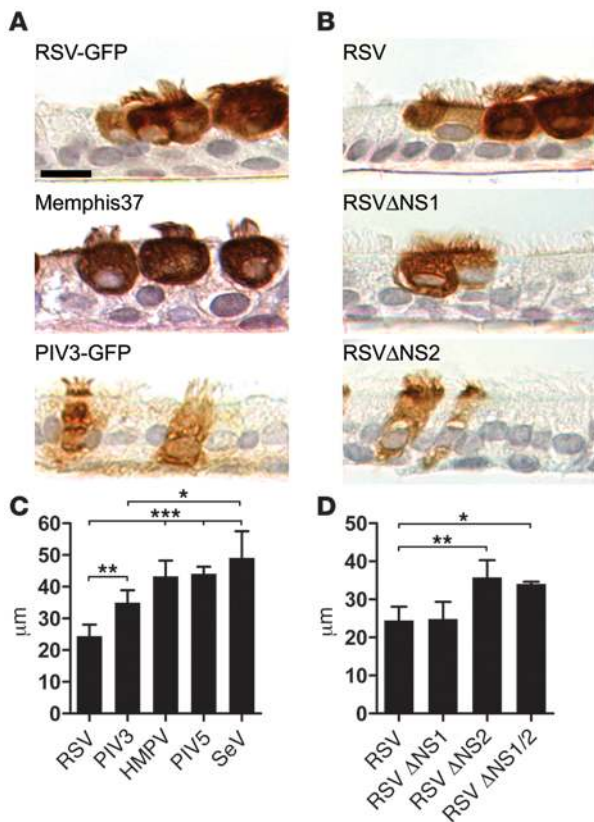 A
B
RSV-GFP
RSV
Memphis37
RSVΔNS1
PIV3-GFP
RSVΔNS2
C
*
***
**
60
50
40
30
20
10
0
μm
RSV
PIV3
HMPV
PIV5
SeV
D
*
**
50
40
30
20
10
0
μm
RSV
RSV ΔNS1
RSV ΔNS2
RSV ΔNS1/2